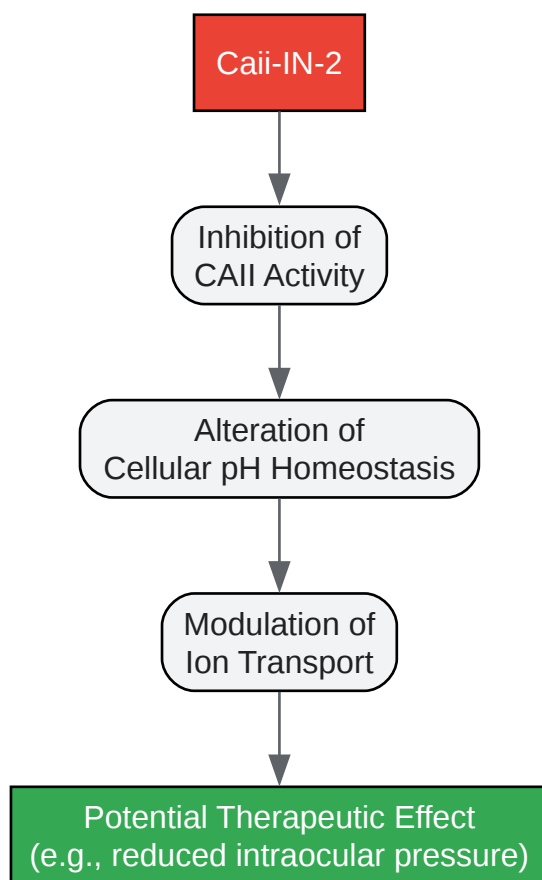 Caii-IN-2
Inhibition of
CAII Activity
Alteration of
Cellular pH Homeostasis
Modulation of
Ion Transport
Potential Therapeutic Effect
(e.g., reduced intraocular pressure)